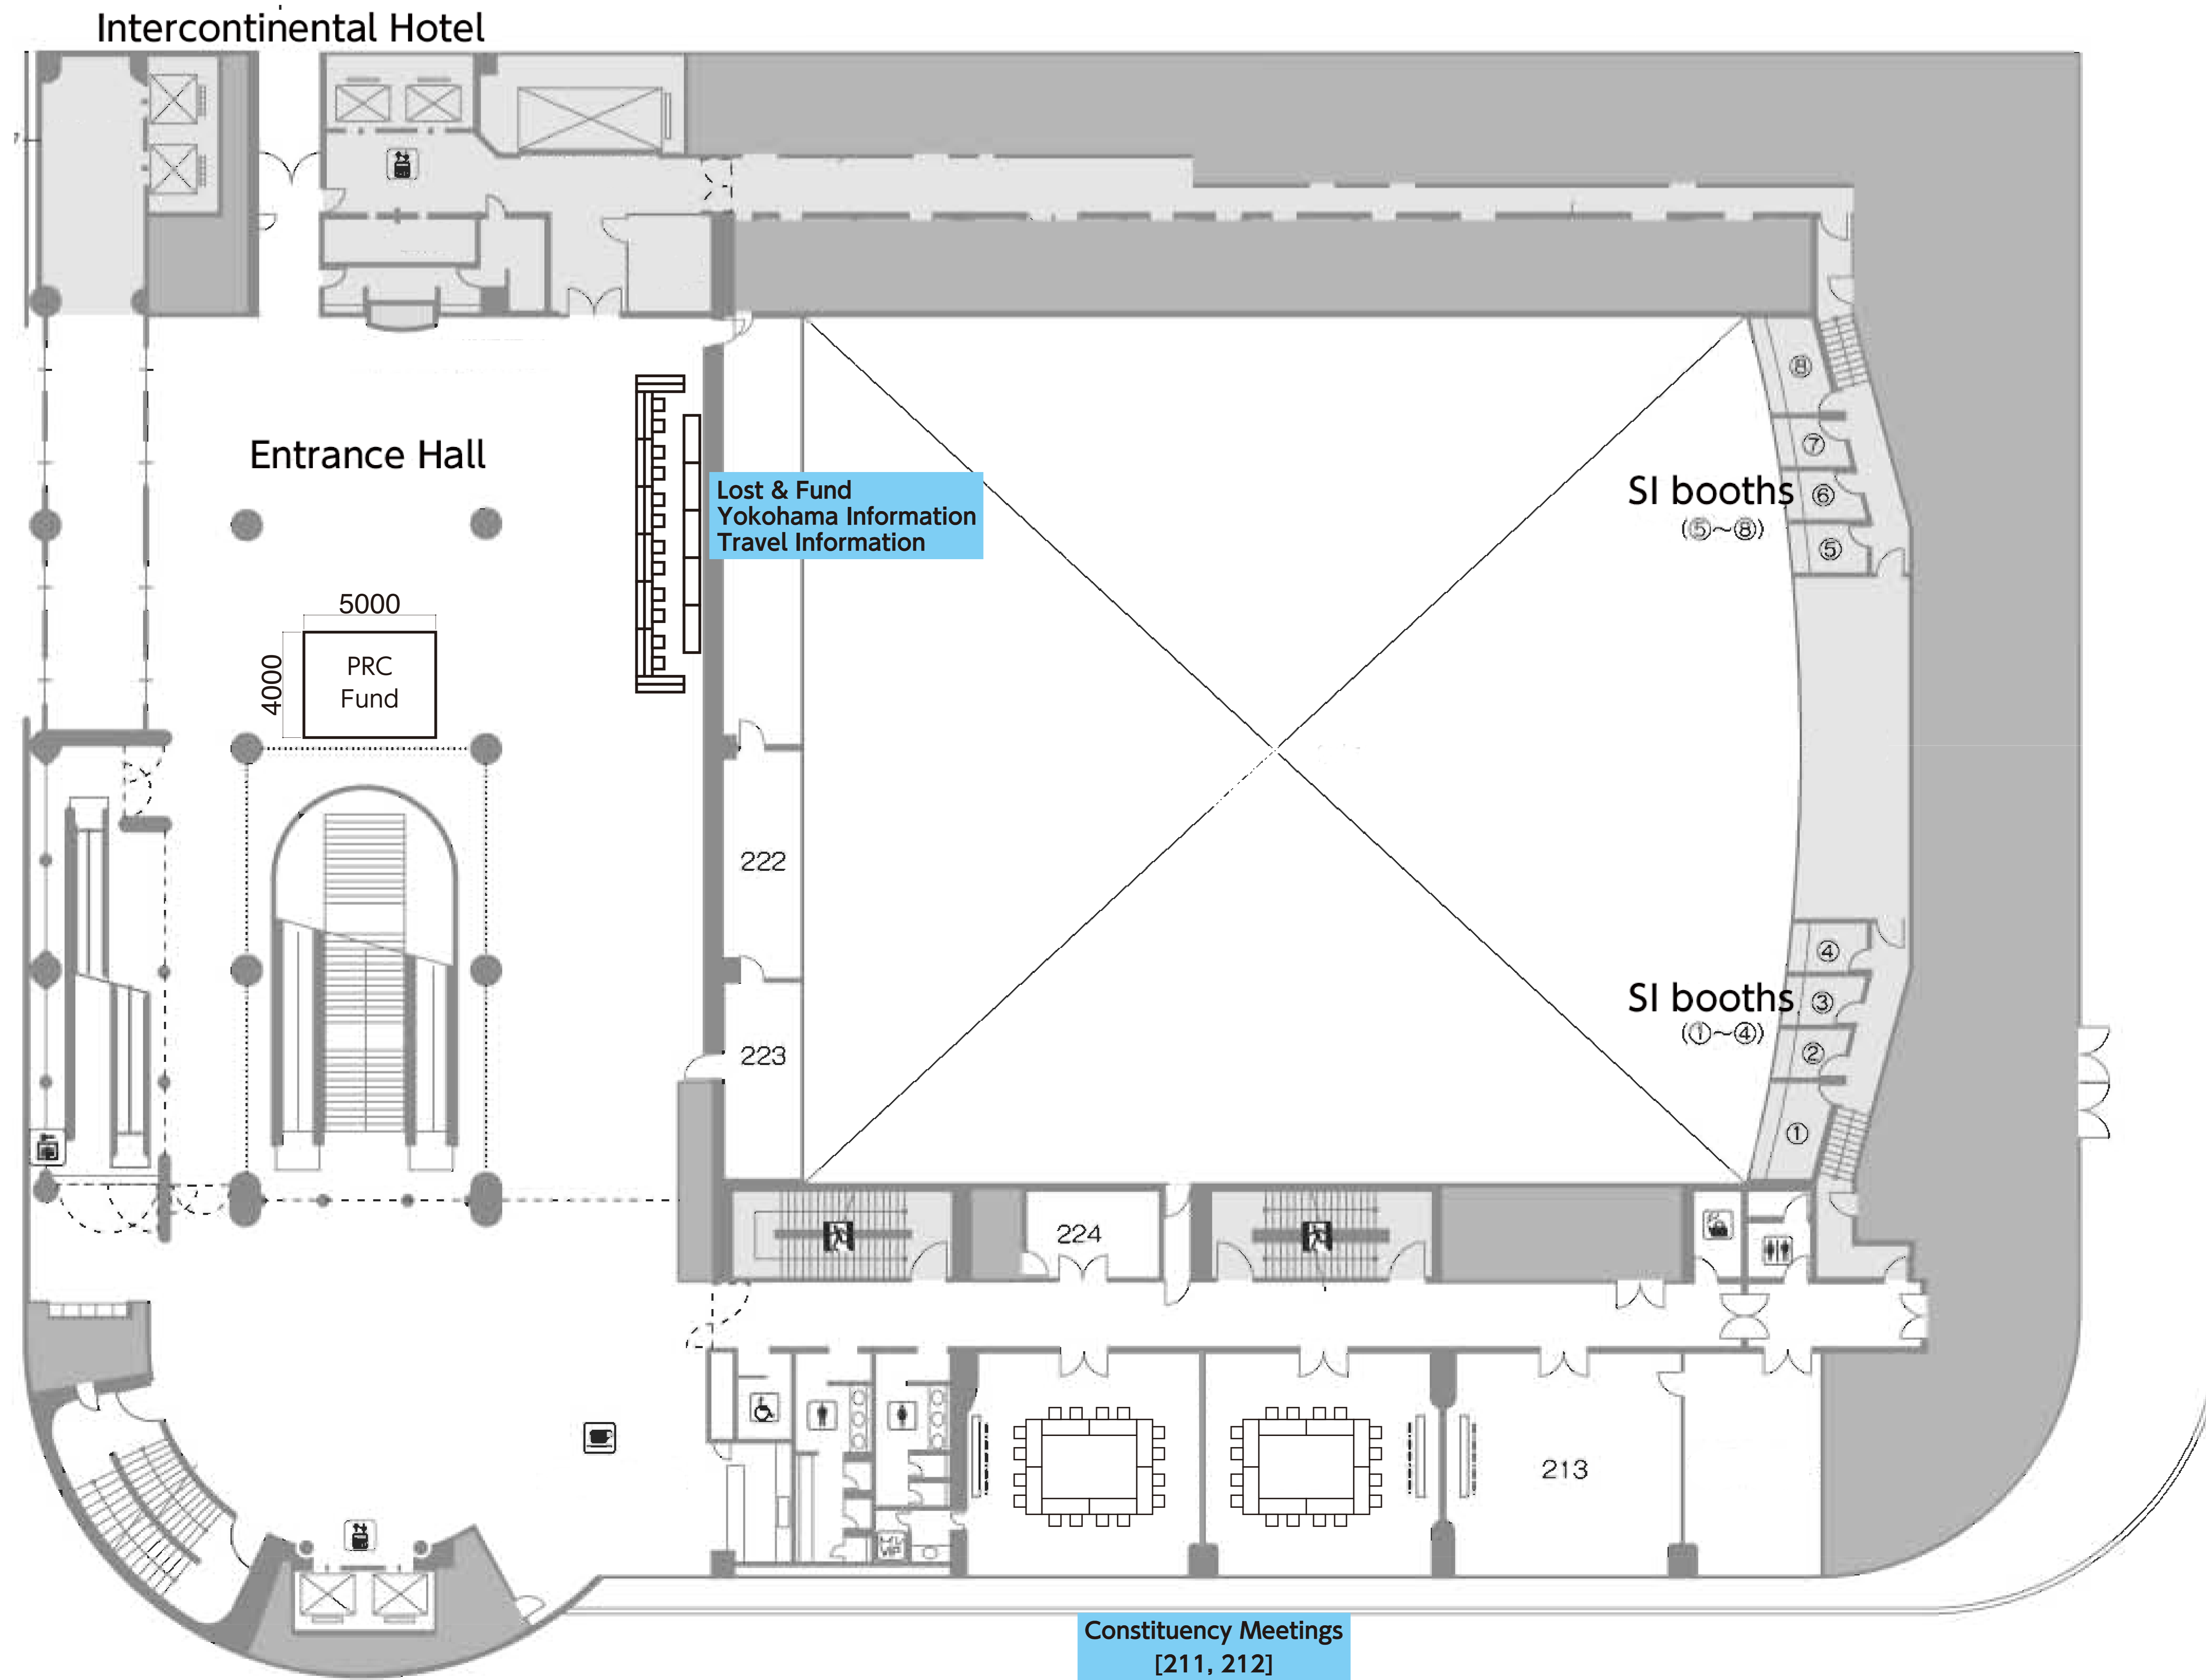 Intercontinental Hotel
Entrance Hall
Lost & Fund
Yokohama Information
Travel Information
5000
4000
PRC
Fund
SI booths
(⑤~⑧)
⑧
⑦
⑥
⑤
222
223
SI booths
(①~④)
④
③
②
①
224
213
VIP
Constituency Meetings
[211, 212]